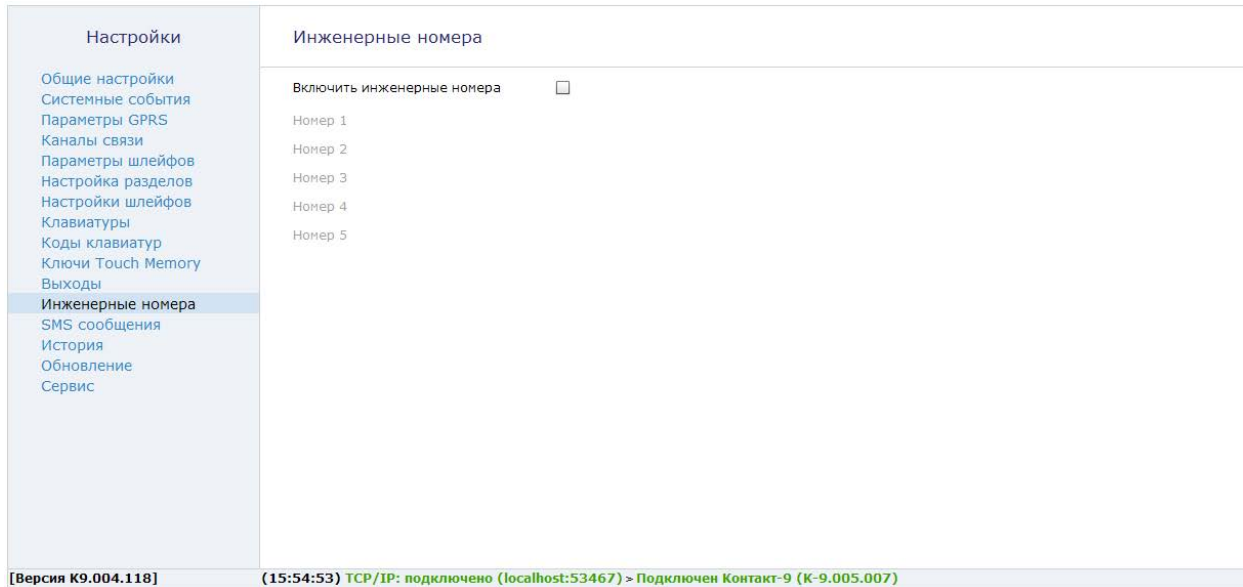 Настройки
Общие настройки
Системные события
Параметры GPRS
Каналы связи
Параметры шлейфов
Настройка разделов
Настройки шлейфов
Клавиатуры
Коды клавиатур
Ключи Touch Memory
Выходы
Инженерные номера
SMS сообщения
История
Обновление
Сервис
Инженерные номера
Включить инженерные номера
Номер 1
Номер 2
Номер 3
Номер 4
Номер 5
[Версия K9.004.118]
(15:54:53) TCP/IP: подключено (localhost:53467) > Подключен Контакт-9 (K-9.005.007)